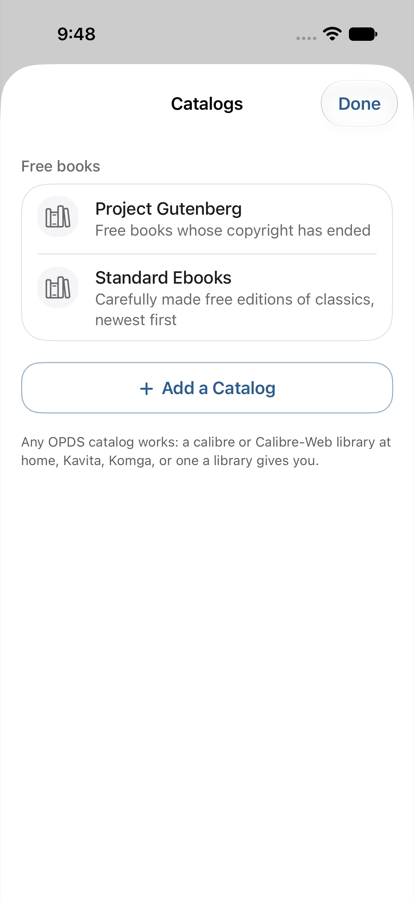 9:48
Catalogs
Done
Free books
Project Gutenberg
Free books whose copyright has ended
Standard Ebooks
Carefully made free editions of classics,
newest first
+ Add a Catalog
Any OPDS catalog works: a calibre or Calibre-Web library at
home, Kavita, Komga, or one a library gives you.